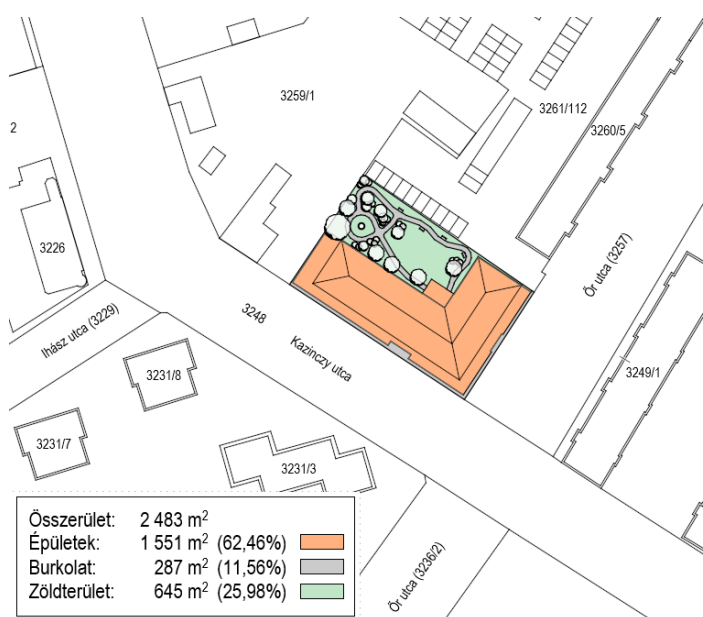 3259/1
3261/112
3260/5
2
3226
Őr utca (3257)
3248
Ihász utca (3229)
Kazinczy utca
3231/8
3249/1
3231/7
3231/3
Összerület: 2 483 m²
Épületek: 1 551 m² (62,46%)
Burkolat: 287 m² (11,56%)
Zöldterület: 645 m² (25,98%)
Őr utca (3236/2)